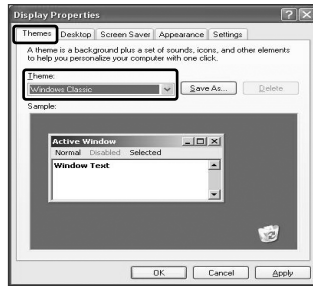 Display Properties
Themes Desktop Screen Saver Appearance Settings
A theme is a background plus a set of sounds, icons, and other elements
to help you personalize your computer with one click.
Theme:
Windows Classic Save As... Delete
Sample:
Active Window
Normal Disabled Selected
Window Text
OK Cancel Apply